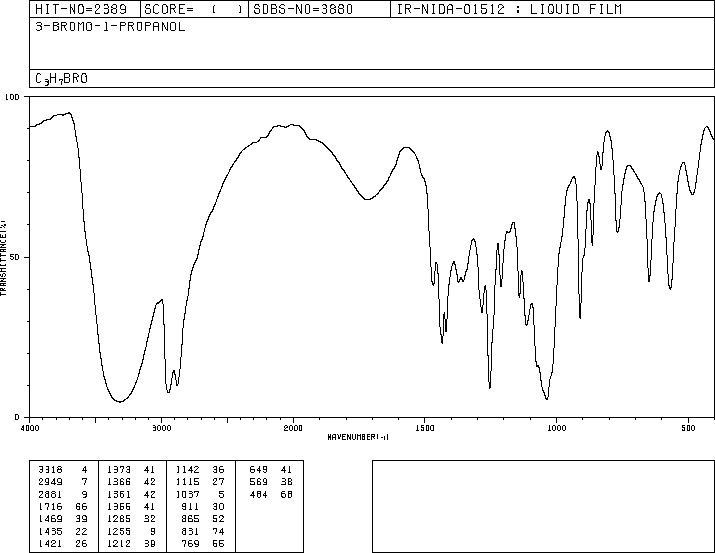 HIT-NO=2389 SCORE= ( ) SDBS-NO=3880 IR-NIDA-01512 : LIQUID FILM
3-BROMO-1-PROPANOL
C3H7BRO
100
50
0
TRANSMITTANCE(%)
4000 3000 2000 1500 1000 500
WAVENUMBER(-1)
3318 4 1373 41 1142 36 649 41
2949 7 1366 42 1115 27 569 38
2881 9 1361 42 1037 5 484 68
1716 66 1356 41 911 30
1469 39 1285 32 865 52
1435 22 1255 9 831 74
1421 26 1212 38 769 55